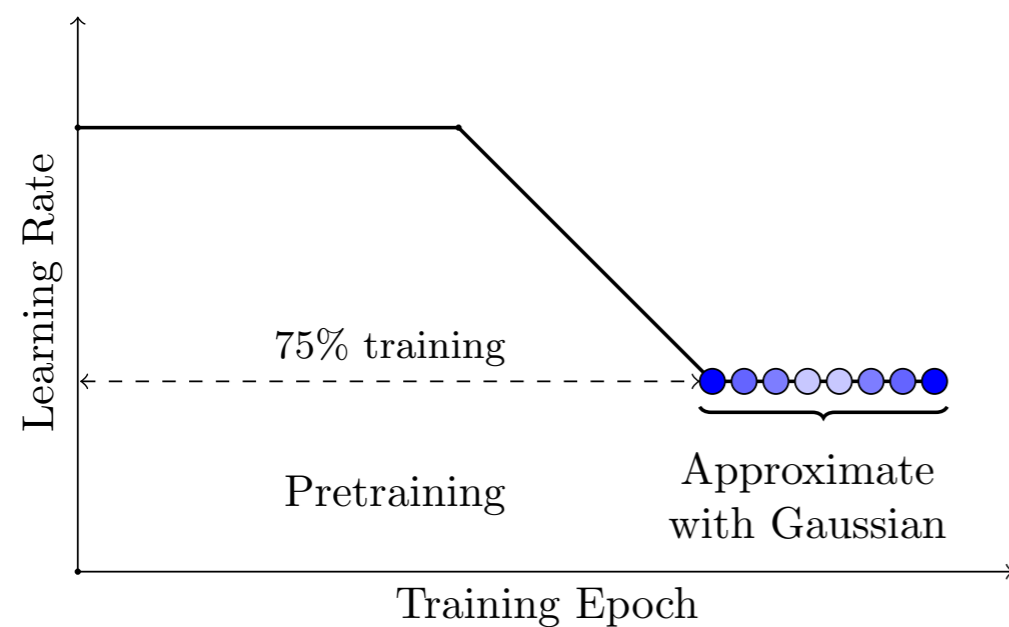 Learning Rate
75% training
Pretraining
Approximate
with Gaussian
Training Epoch